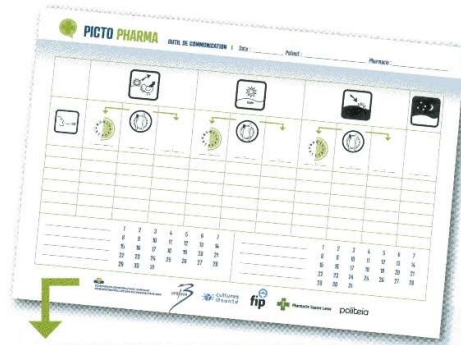 PICTO PHARMA OUTIL DE COMMUNICATION | Date : Patient : Pharmacie :
1 2 3 4 5 6 7
8 9 10 11 12 13 14
15 16 17 18 19 20 21
22 23 24 25 26 27 28
29 30 31
1 2 3 4 5 6 7
8 9 10 11 12 13 14
15 16 17 18 19 20 21
22 23 24 25 26 27 28
29 30 31
cultures & santé
fip
politeia